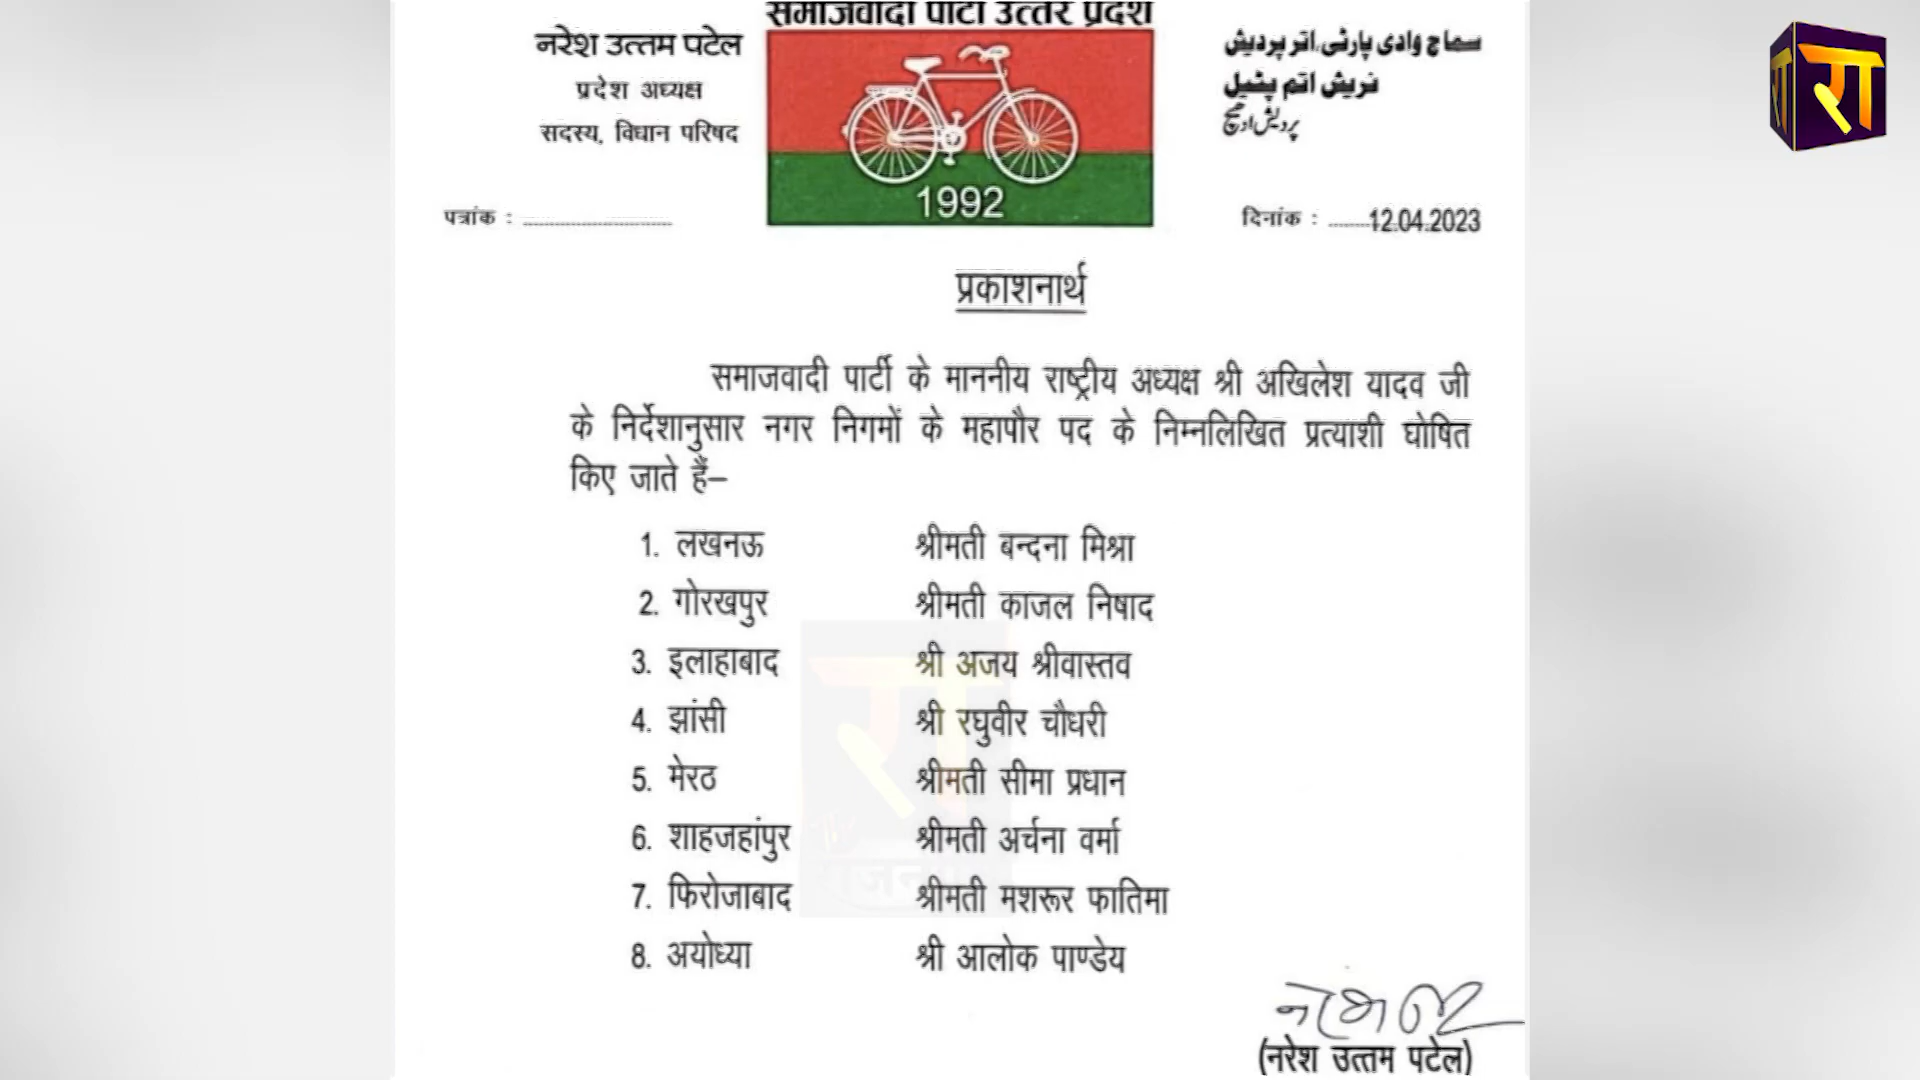 समाजवादी पार्टी उत्तर प्रदेश
नरेश उत्तम पटेल
प्रदेश अध्यक्ष
सदस्य, विधान परिषद
سماج وادی پارٹی، اتر پردیش
نریش اتم پٹیل
1992
पत्रांक :
दिनांक : 12.04.2023
प्रकाशनार्थ
समाजवादी पार्टी के माननीय राष्ट्रीय अध्यक्ष श्री अखिलेश यादव जी
के निर्देशानुसार नगर निगमों के महापौर पद के निम्नलिखित प्रत्याशी घोषित
किए जाते हैं–
1. लखनऊ श्रीमती बन्दना मिश्रा
2. गोरखपुर श्रीमती काजल निषाद
3. इलाहाबाद श्री अजय श्रीवास्तव
4. झांसी श्री रघुवीर चौधरी
5. मेरठ श्रीमती सीमा प्रधान
6. शाहजहांपुर श्रीमती अर्चना वर्मा
7. फिरोजाबाद श्रीमती मशरूर फातिमा
8. अयोध्या श्री आलोक पाण्डेय
(नरेश उत्तम पटेल)
रा